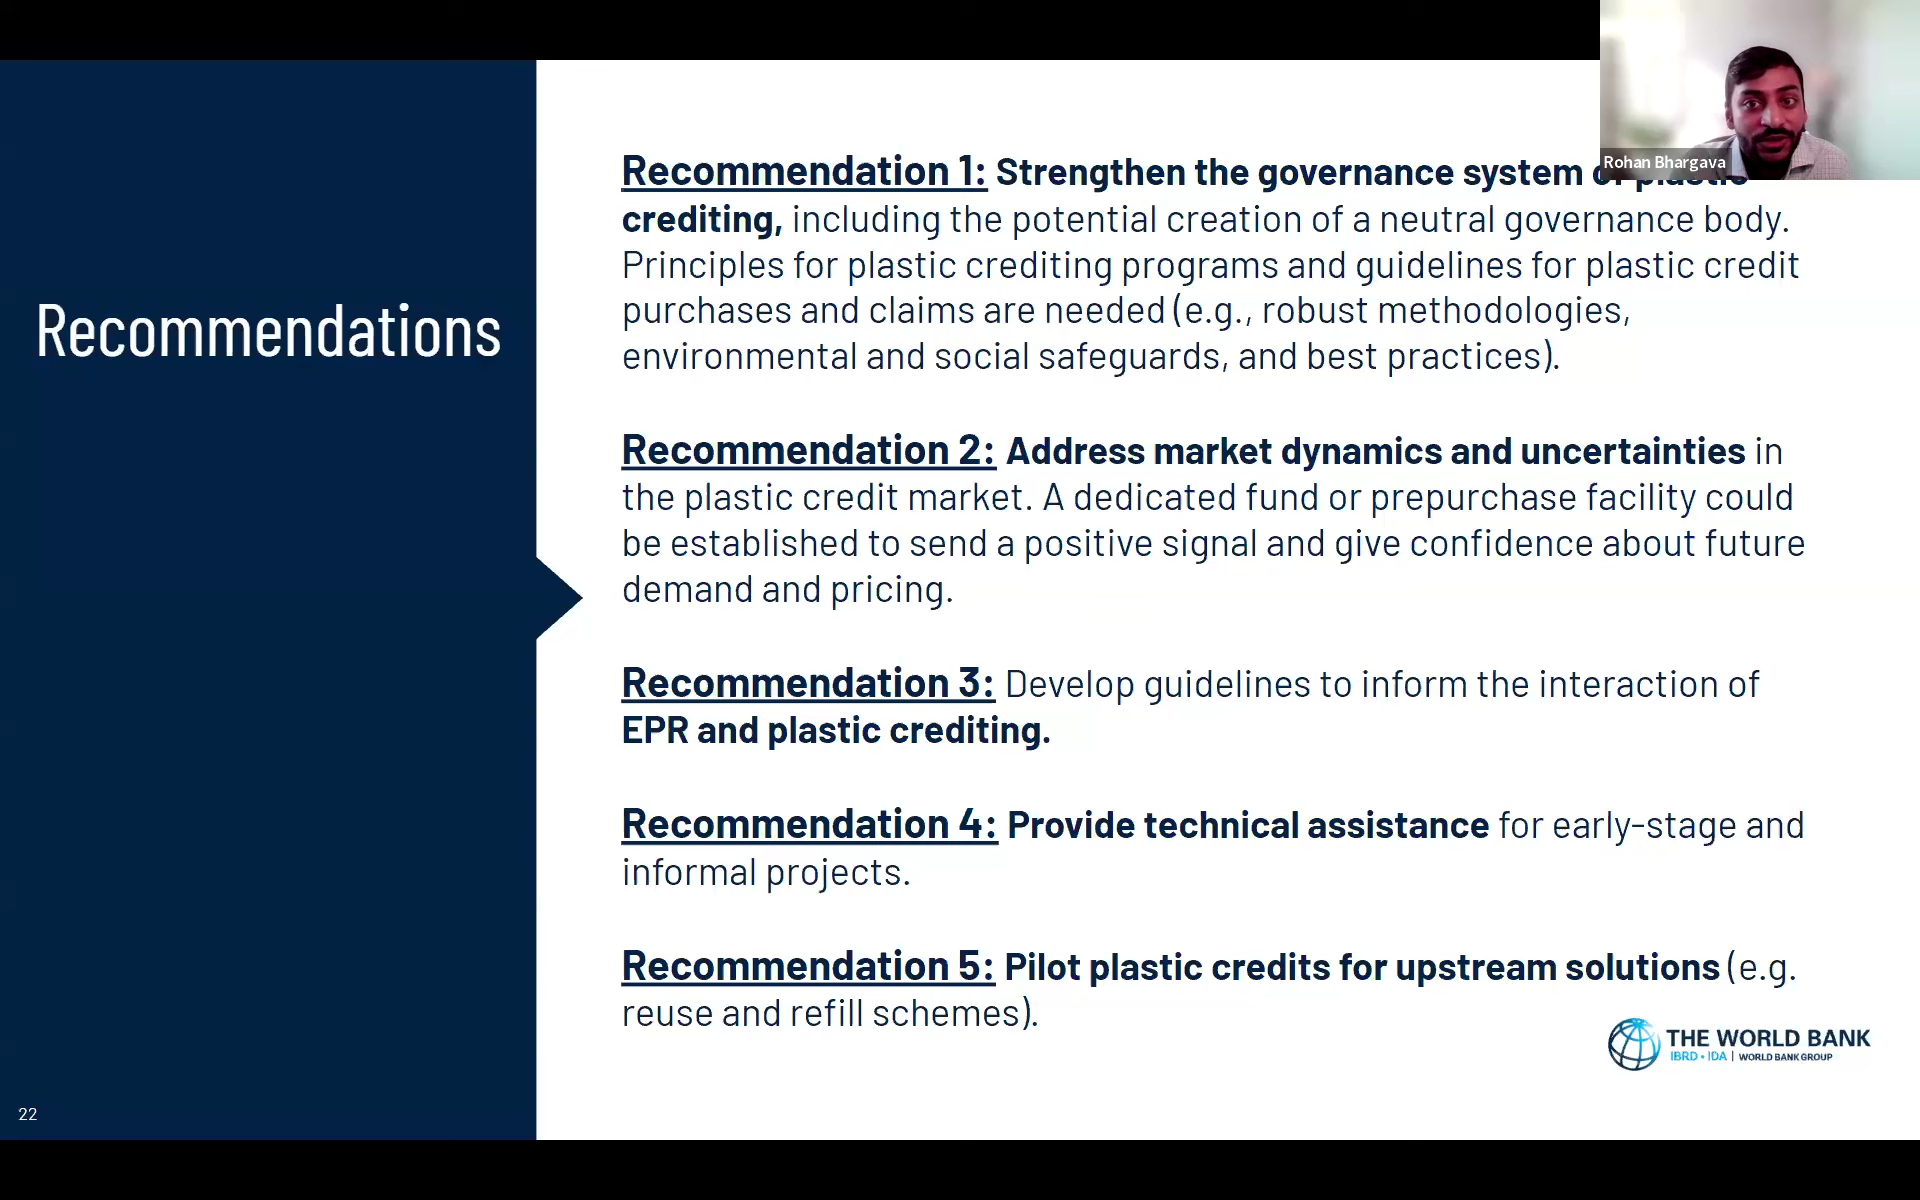 Rohan Bhargava
Recommendations
Recommendation 1: Strengthen the governance system of plastic
crediting, including the potential creation of a neutral governance body.
Principles for plastic crediting programs and guidelines for plastic credit
purchases and claims are needed (e.g., robust methodologies,
environmental and social safeguards, and best practices).
Recommendation 2: Address market dynamics and uncertainties in
the plastic credit market. A dedicated fund or prepurchase facility could
be established to send a positive signal and give confidence about future
demand and pricing.
Recommendation 3: Develop guidelines to inform the interaction of
EPR and plastic crediting.
Recommendation 4: Provide technical assistance for early-stage and
informal projects.
Recommendation 5: Pilot plastic credits for upstream solutions (e.g.
reuse and refill schemes).
THE WORLD BANK
IBRD • IDA | WORLD BANK GROUP
22